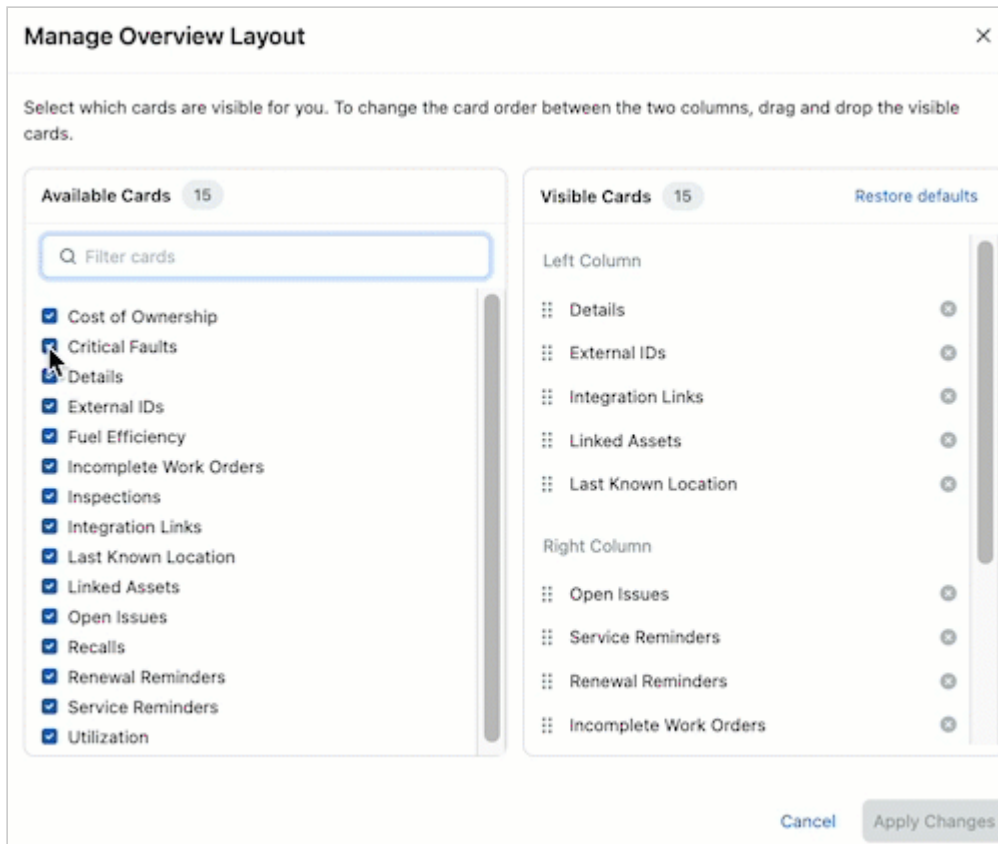 Manage Overview Layout
Select which cards are visible for you. To change the card order between the two columns, drag and drop the visible
cards.
Available Cards 15
Filter cards
Cost of Ownership
Critical Faults
Details
External IDs
Fuel Efficiency
Incomplete Work Orders
Inspections
Integration Links
Last Known Location
Linked Assets
Open Issues
Recalls
Renewal Reminders
Service Reminders
Utilization
Visible Cards 15 Restore defaults
Left Column
Details
External IDs
Integration Links
Linked Assets
Last Known Location
Right Column
Open Issues
Service Reminders
Renewal Reminders
Incomplete Work Orders
Cancel Apply Changes